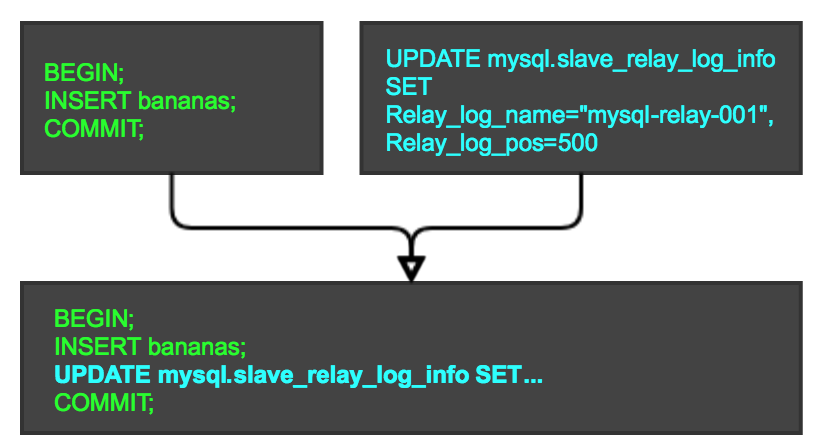 BEGIN;
INSERT bananas;
COMMIT;
UPDATE mysql.slave_relay_log_info
SET
Relay_log_name="mysql-relay-001",
Relay_log_pos=500
BEGIN;
INSERT bananas;
UPDATE mysql.slave_relay_log_info SET...
COMMIT;